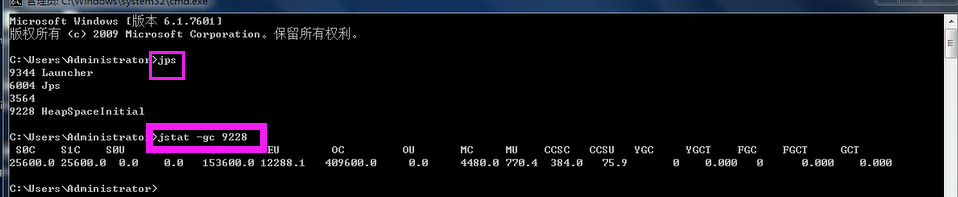 管理员: C:\Windows\system32\cmd.exe
Microsoft Windows [版本 6.1.7601]
版权所有 (c) 2009 Microsoft Corporation。保留所有权利。
C:\Users\Administrator>jps
9344 Launcher
6004 Jps
3564
9228 HeapSpaceInitial
C:\Users\Administrator>jstat -gc 9228
S0C S1C S0U EU OC OU MC MU CCSC CCSU YGC YGCT FGC FGCT GCT
25600.0 25600.0 0.0 0.0 153600.0 12288.1 409600.0 0.0 4480.0 770.4 384.0 75.9 0 0.000 0 0.000 0.000
C:\Users\Administrator>